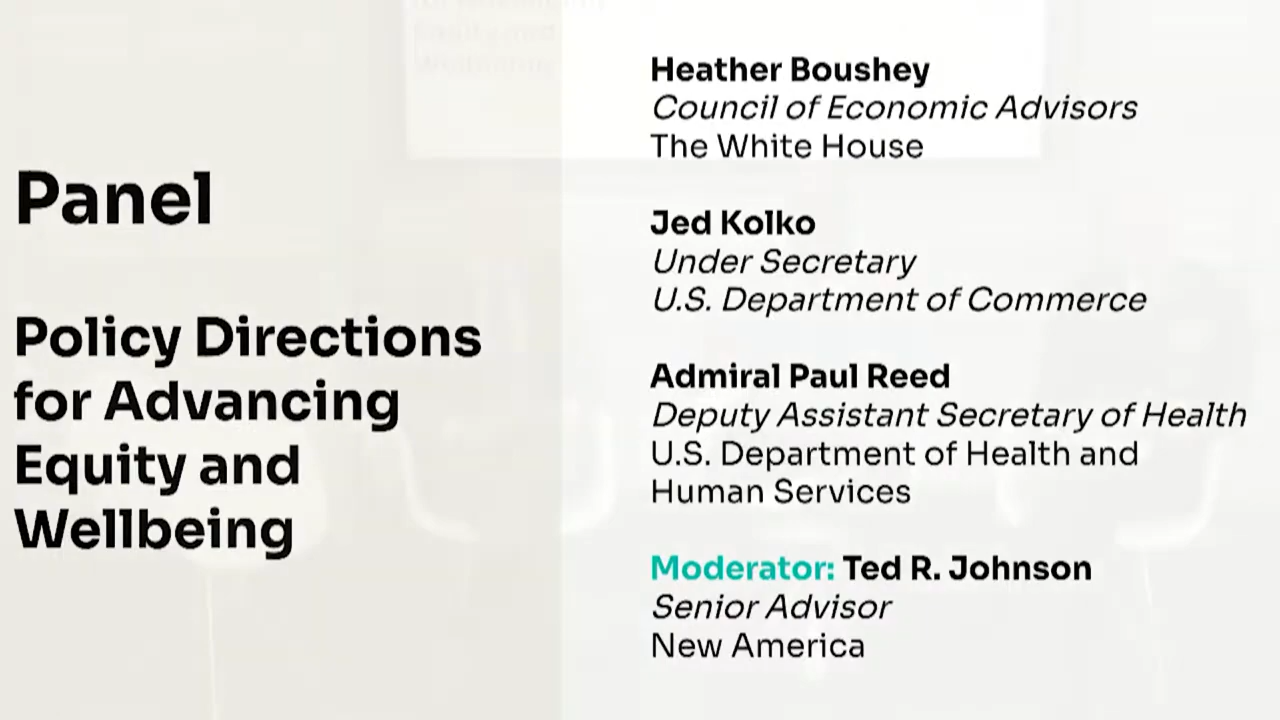 Panel
Policy Directions
for Advancing
Equity and
Wellbeing
Heather Boushey
Council of Economic Advisors
The White House
Jed Kolko
Under Secretary
U.S. Department of Commerce
Admiral Paul Reed
Deputy Assistant Secretary of Health
U.S. Department of Health and
Human Services
Moderator: Ted R. Johnson
Senior Advisor
New America